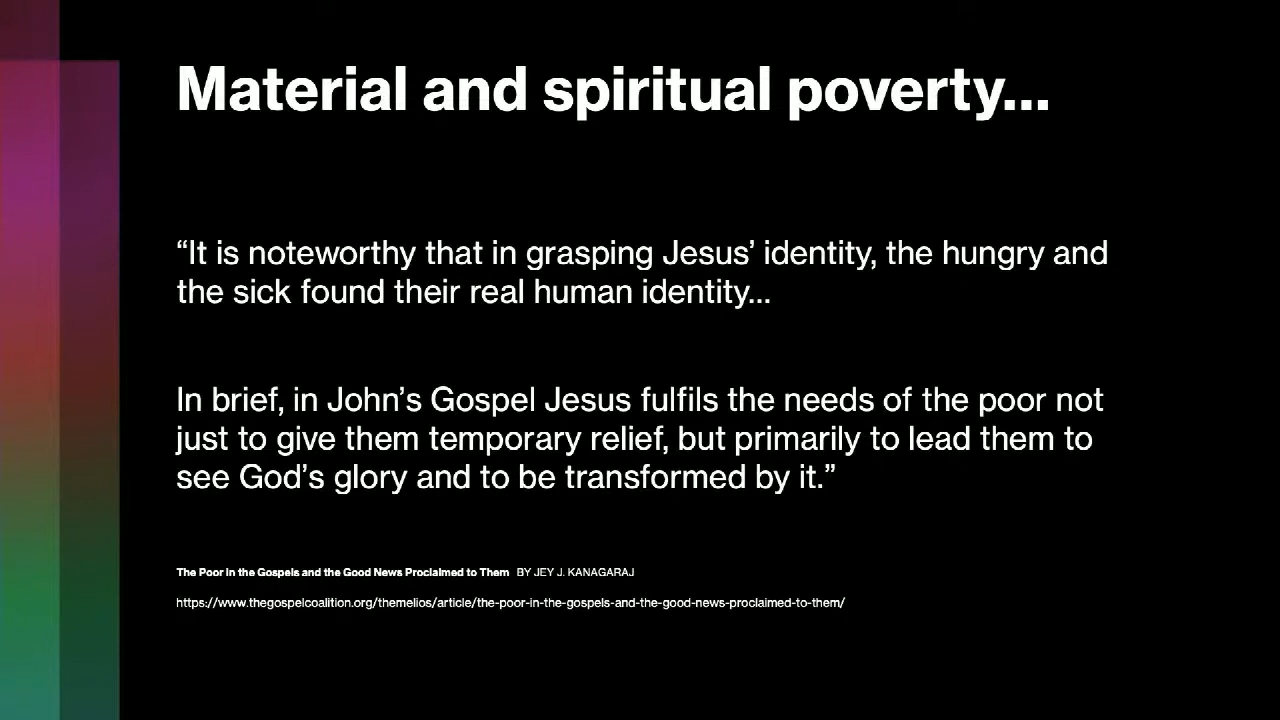 Material and spiritual poverty...
“It is noteworthy that in grasping Jesus’ identity, the hungry and
the sick found their real human identity...
In brief, in John’s Gospel Jesus fulfils the needs of the poor not
just to give them temporary relief, but primarily to lead them to
see God’s glory and to be transformed by it.”
The Poor in the Gospels and the Good News Proclaimed to Them BY JEY J. KANAGARAJ
https://www.thegospelcoalition.org/themelios/article/the-poor-in-the-gospels-and-the-good-news-proclaimed-to-them/